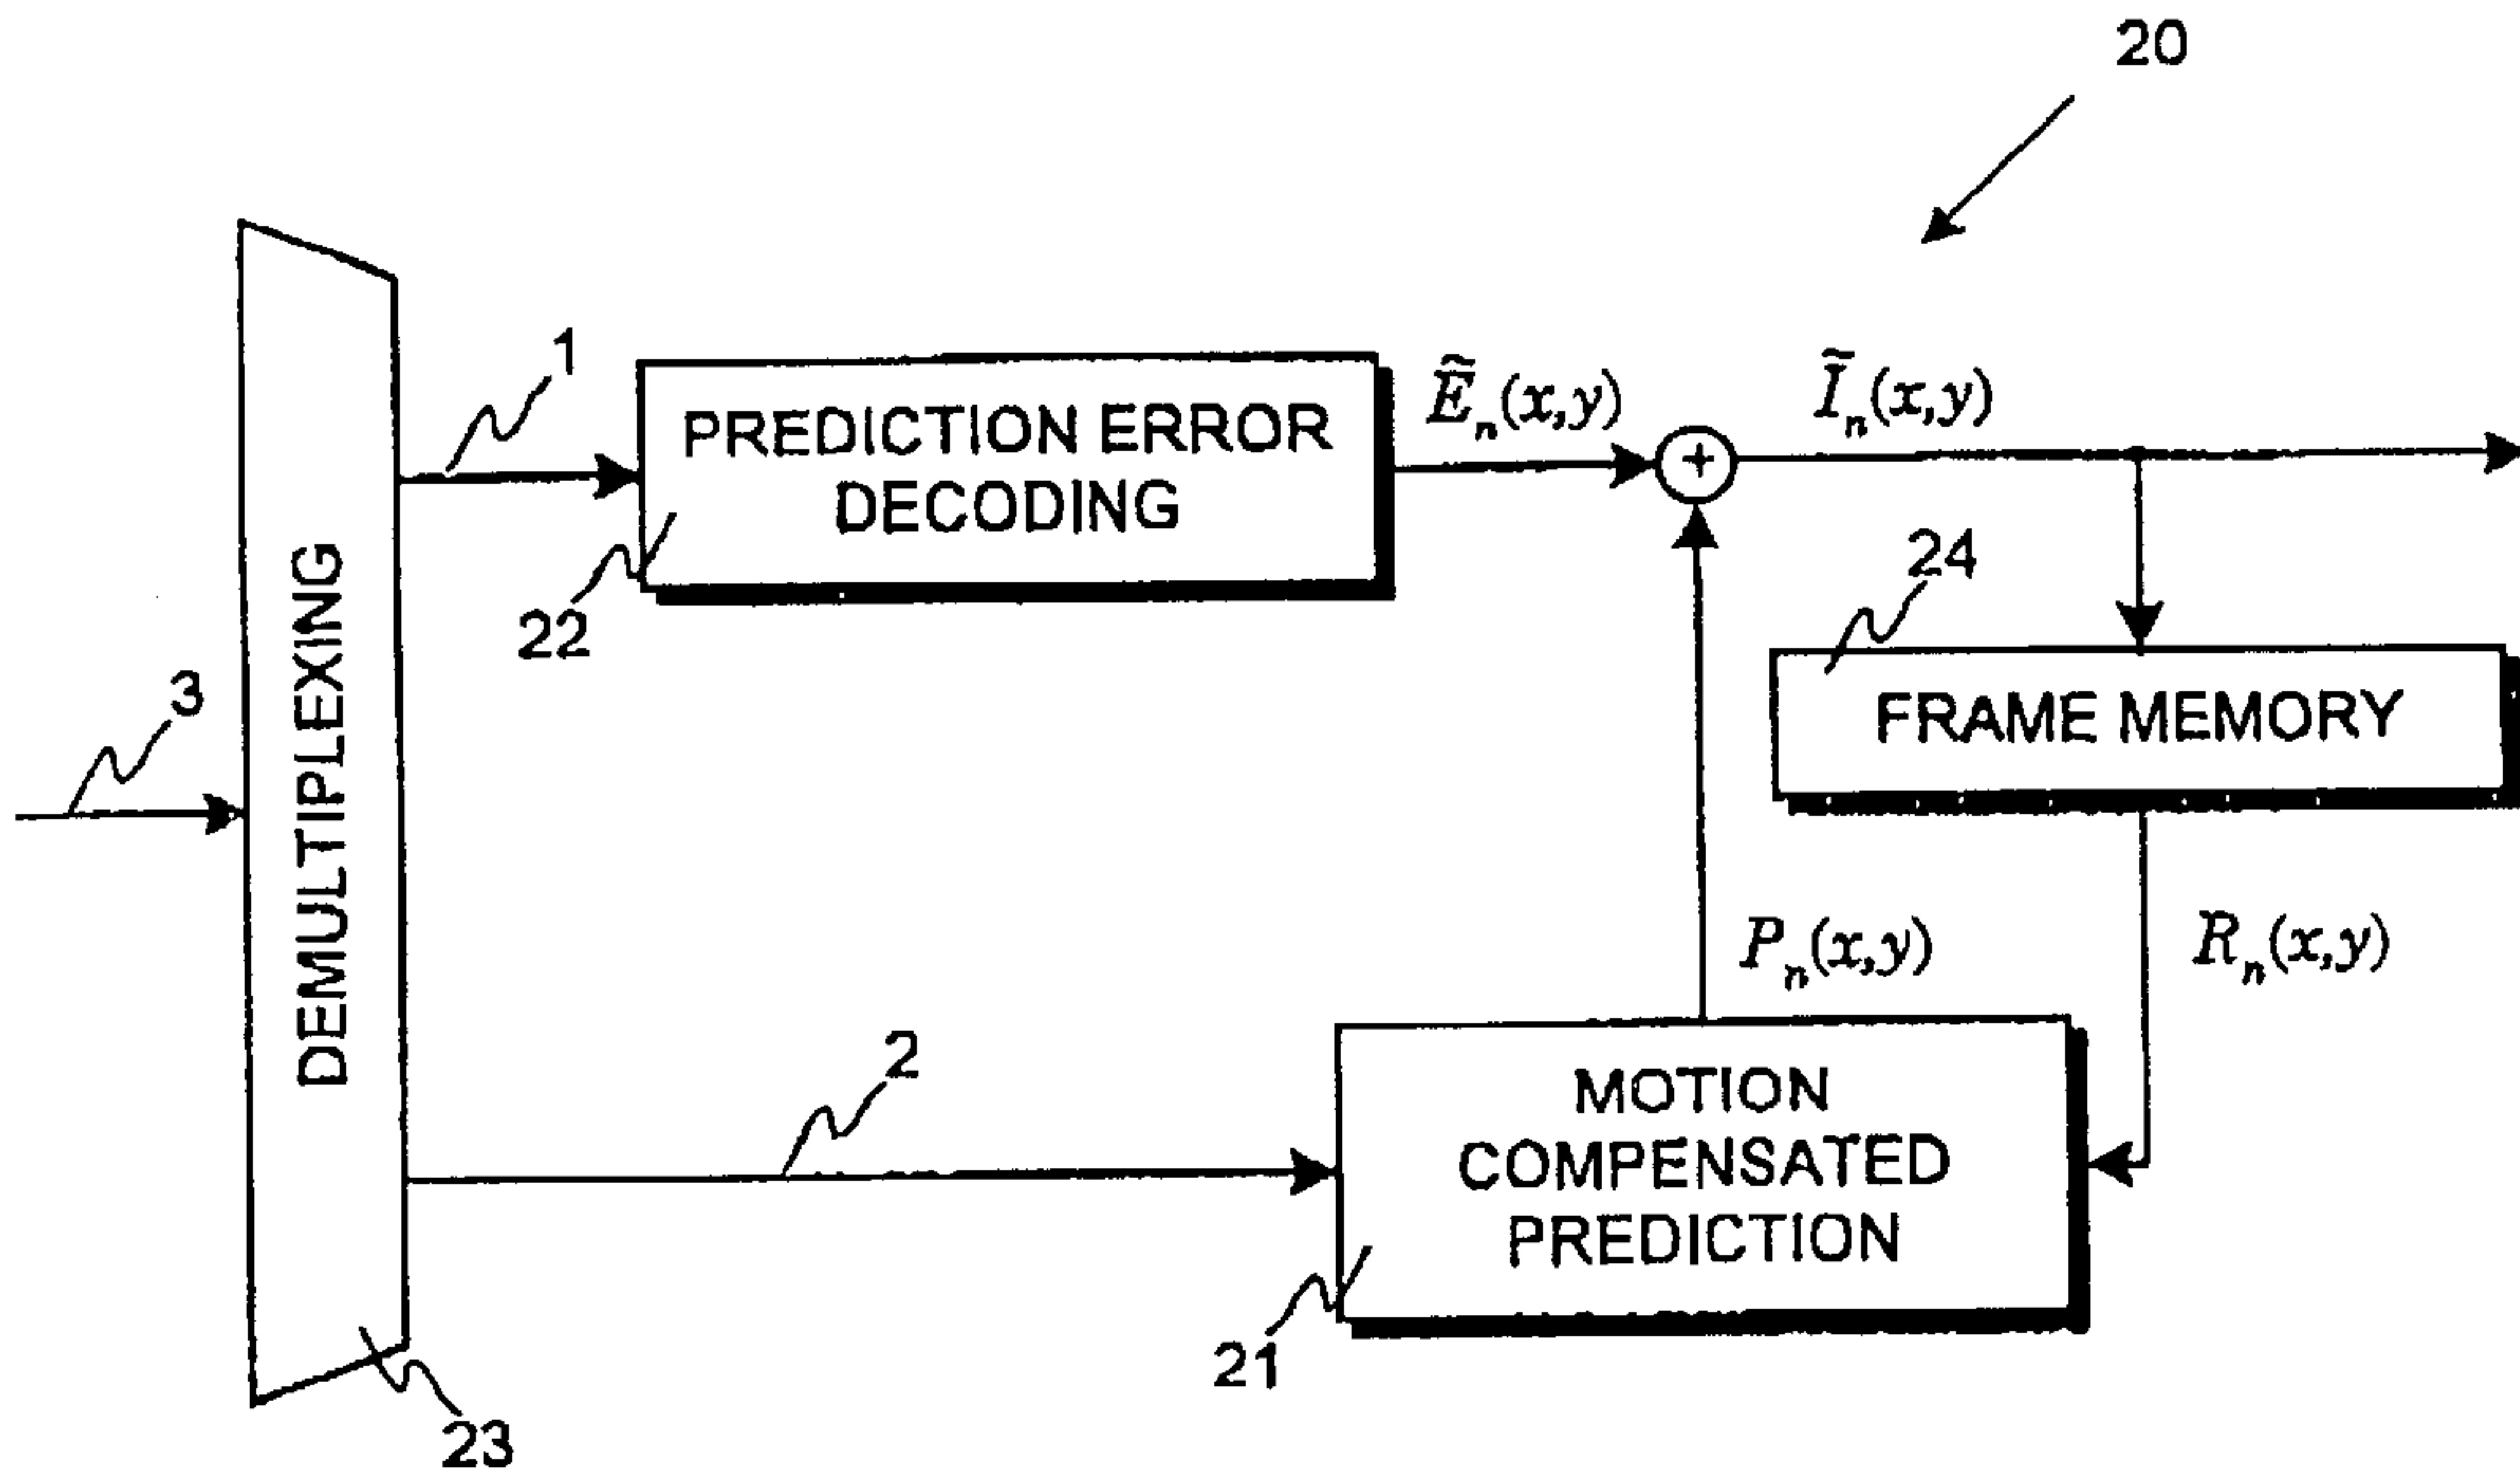 20
1
PREDICTION ERROR
DECODING
22
Ẽₙ(x,y)
+
Ĩₙ(x,y)
24
FRAME MEMORY
3
DEMULTIPLEXING
Pₙ(x,y)
Rₙ(x,y)
2
MOTION
COMPENSATED
PREDICTION
21
23